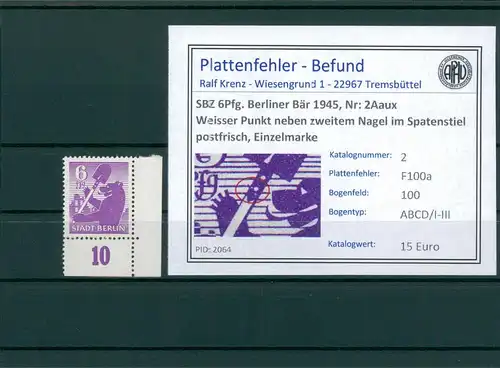 Plattenfehler - Befund
Ralf Krenz - Wiesengrund 1 - 22967 Tremsbüttel
SBZ 6Pfg. Berliner Bär 1945, Nr: 2Aaux
Weisser Punkt neben zweitem Nagel im Spatenstiel
postfrisch, Einzelmarke
Katalognummer: 2
Plattenfehler: F100a
Bogenfeld: 100
Bogentyp: ABCD/I-III
Katalogwert: 15 Euro
PID: 2064
6
STADT BERLIN
10